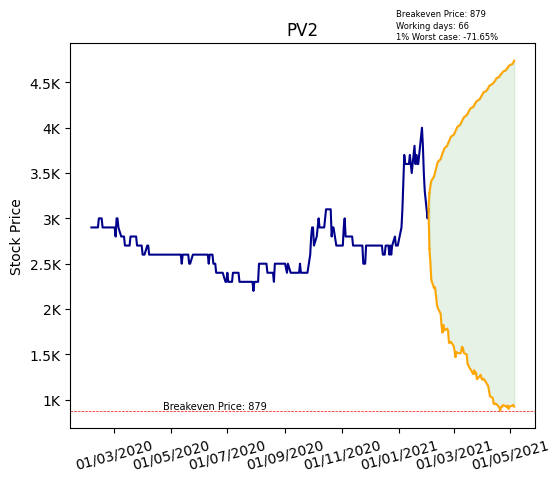 Breakeven Price: 879
Working days: 66
1% Worst case: -71.65%
PV2
Stock Price
4.5K
4K
3.5K
3K
2.5K
2K
1.5K
1K
Breakeven Price: 879
01/03/2020
01/05/2020
01/07/2020
01/09/2020
01/11/2020
01/01/2021
01/03/2021
01/05/2021